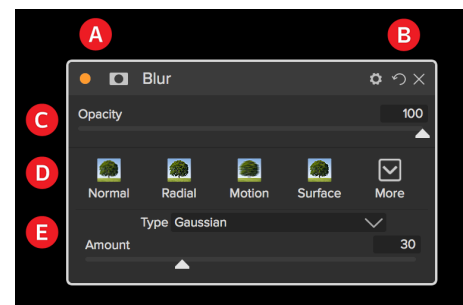 A B
Blur
C Opacity 100
D
Normal Radial Motion Surface More
E Type Gaussian
Amount 30